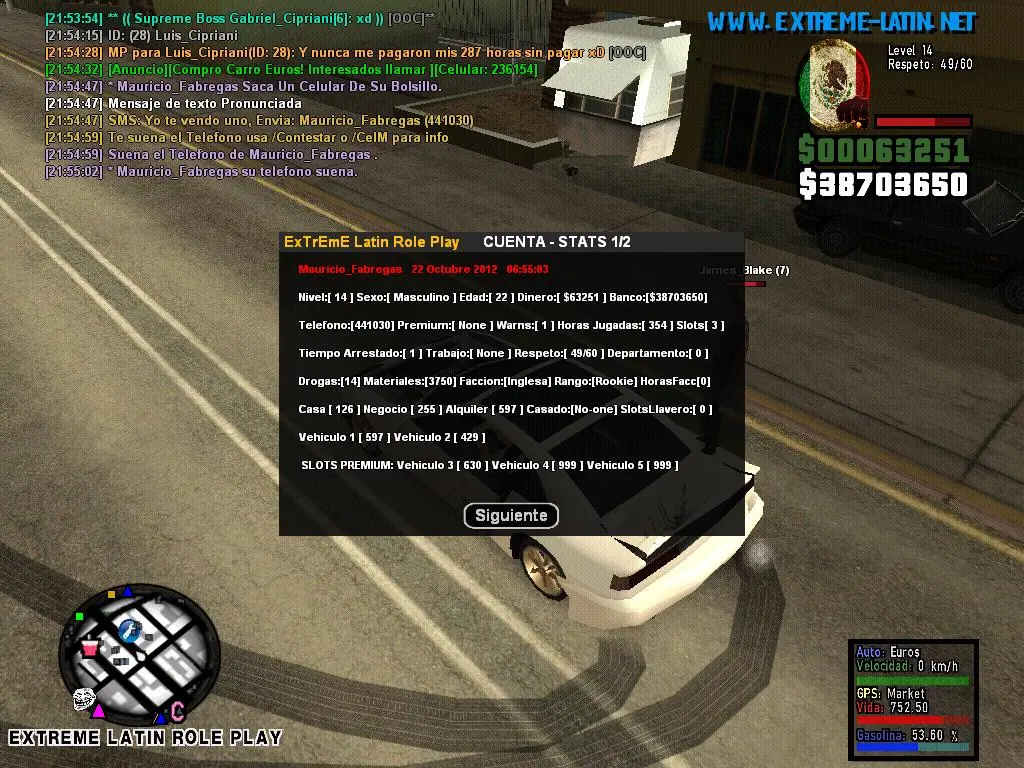 [21:53:54] ** (( Supreme Boss Gabriel_Cipriani[6]: xd )) [OOC]**
[21:54:15] ID: (28) Luis_Cipriani
[21:54:28] MP para Luis_Cipriani(ID: 28): Y nunca me pagaron mis 287 horas sin pagar xD [OOC]
[21:54:32] [Anuncio][Compro Carro Euros! Interesados llamar ][Celular: 236154]
[21:54:47] * Mauricio_Fabregas Saca Un Celular De Su Bolsillo.
[21:54:47] Mensaje de texto Pronunciada
[21:54:47] SMS: Yo te vendo uno, Envia: Mauricio_Fabregas (441030)
[21:54:59] Te suena el Telefono usa /Contestar o /CelM para info
[21:54:59] Suena el Telefono de Mauricio_Fabregas .
[21:55:02] * Mauricio_Fabregas su telefono suena.
WWW. EXTREME-LATIN. NET
Level 14
Respeto: 49/60
$00063251
$38703650
ExTrEmE Latin Role Play CUENTA - STATS 1/2
Mauricio_Fabregas 22 Octubre 2012 06:55:03
James_Blake (7)
Nivel:[ 14 ] Sexo:[ Masculino ] Edad:[ 22 ] Dinero:[ $63251 ] Banco:[$38703650]
Telefono:[441030] Premium:[ None ] Warns:[ 1 ] Horas Jugadas:[ 354 ] Slots[ 3 ]
Tiempo Arrestado:[ 1 ] Trabajo:[ None ] Respeto:[ 49/60 ] Departamento:[ 0 ]
Drogas:[14] Materiales:[3750] Faccion:[Inglesa] Rango:[Rookie] HorasFacc[0]
Casa [ 126 ] Negocio [ 255 ] Alquiler [ 597 ] Casado:[No-one] SlotsLlavero:[ 0 ]
Vehiculo 1 [ 597 ] Vehiculo 2 [ 429 ]
SLOTS PREMIUM: Vehiculo 3 [ 630 ] Vehiculo 4 [ 999 ] Vehiculo 5 [ 999 ]
Siguiente
C
EXTREME LATIN ROLE PLAY
Auto: Euros
Velocidad: 0 km/h
GPS: Market
Vida: 752.50
Gasolina: 53.60 %